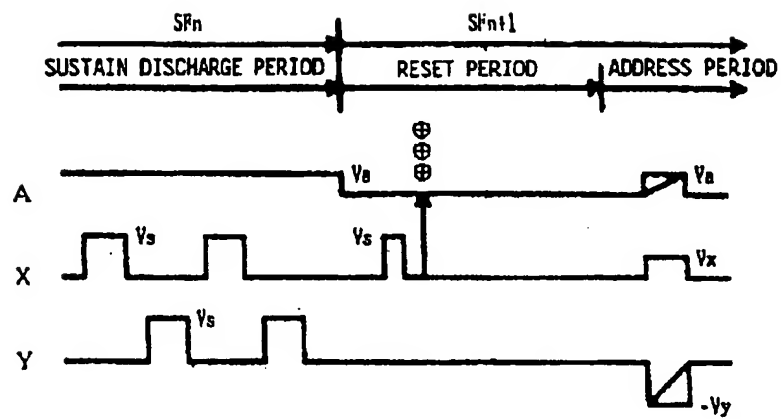 SFn SFn+1
SUSTAIN DISCHARGE PERIOD RESET PERIOD ADDRESS PERIOD
A Va Va
X Vs Vs Vx
Y Vs
-Vy